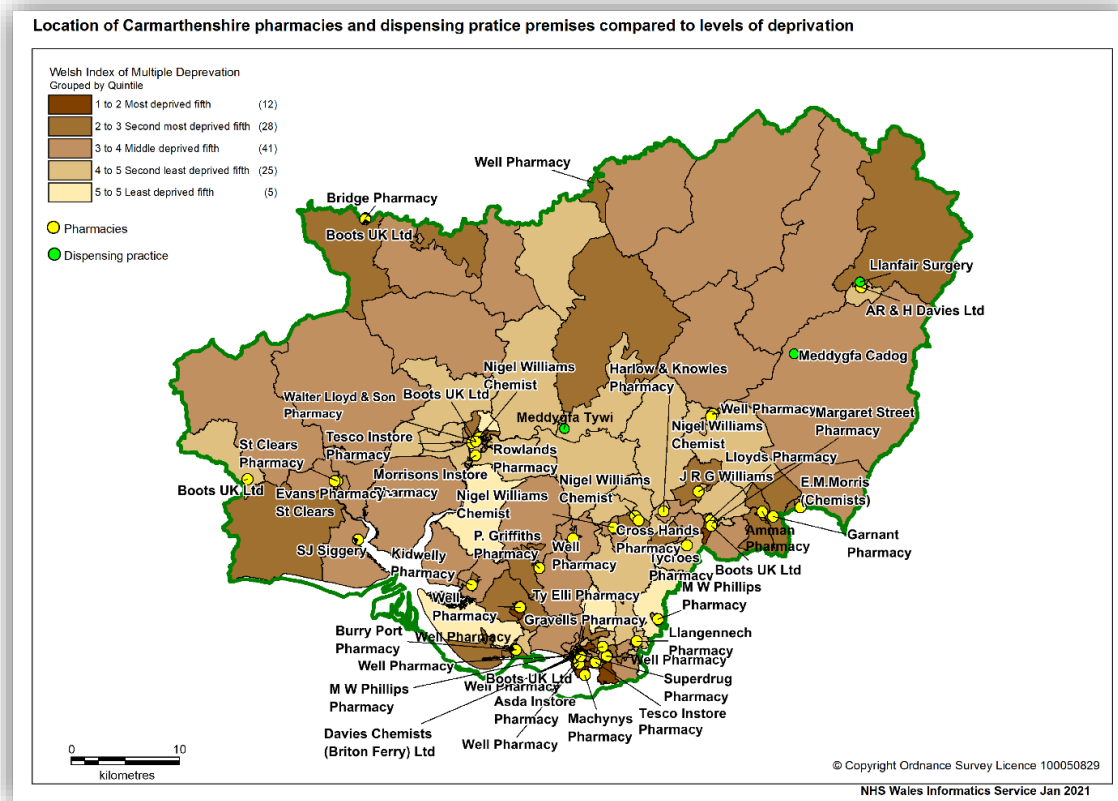 Location of Carmarthenshire pharmacies and dispensing pratice premises compared to levels of deprivation
Welsh Index of Multiple Deprevation
Grouped by Quintile
1 to 2 Most deprived fifth (12)
2 to 3 Second most deprived fifth (28)
3 to 4 Middle deprived fifth (41)
4 to 5 Second least deprived fifth (25)
5 to 5 Least deprived fifth (5)
Pharmacies
Dispensing practice
Well Pharmacy
Bridge Pharmacy
Boots UK Ltd
Llanfair Surgery
AR & H Davies Ltd
Meddygfa Cadog
Nigel Williams
Chemist
Harlow & Knowles
Pharmacy
Walter Lloyd & Son
Pharmacy
Boots UK Ltd
Meddygfa Tywi
Well Pharmacy
Margaret Street
Pharmacy
Nigel Williams
Chemist
Tesco Instore
Pharmacy
St Clears
Pharmacy
Rowlands
Pharmacy
Lloyds Pharmacy
Morrisons Instore
Pharmacy
Nigel Williams
Chemist
J R G Williams
E.M.Morris
(Chemists)
Boots UK Ltd
Evans Pharmacy
St Clears
Nigel Williams
Chemist
Cross Hands
Pharmacy
Amman
Pharmacy
Garnant
Pharmacy
P. Griffiths
Pharmacy
Well
Pharmacy
SJ Siggery
Kidwelly
Pharmacy
Tycroes
Pharmacy
Boots UK Ltd
M W Phillips
Pharmacy
Well
Pharmacy
Ty Elli Pharmacy
Gravells Pharmacy
Burry Port
Pharmacy
Well Pharmacy
Llangennech
Pharmacy
Well Pharmacy
Well Pharmacy
Boots UK Ltd
Well Pharmacy
Superdrug
Pharmacy
M W Phillips
Pharmacy
Asda Instore
Pharmacy
Machynys
Pharmacy
Tesco Instore
Pharmacy
Davies Chemists
(Briton Ferry) Ltd
Well Pharmacy
0 10
kilometres
© Copyright Ordnance Survey Licence 100050829
NHS Wales Informatics Service Jan 2021